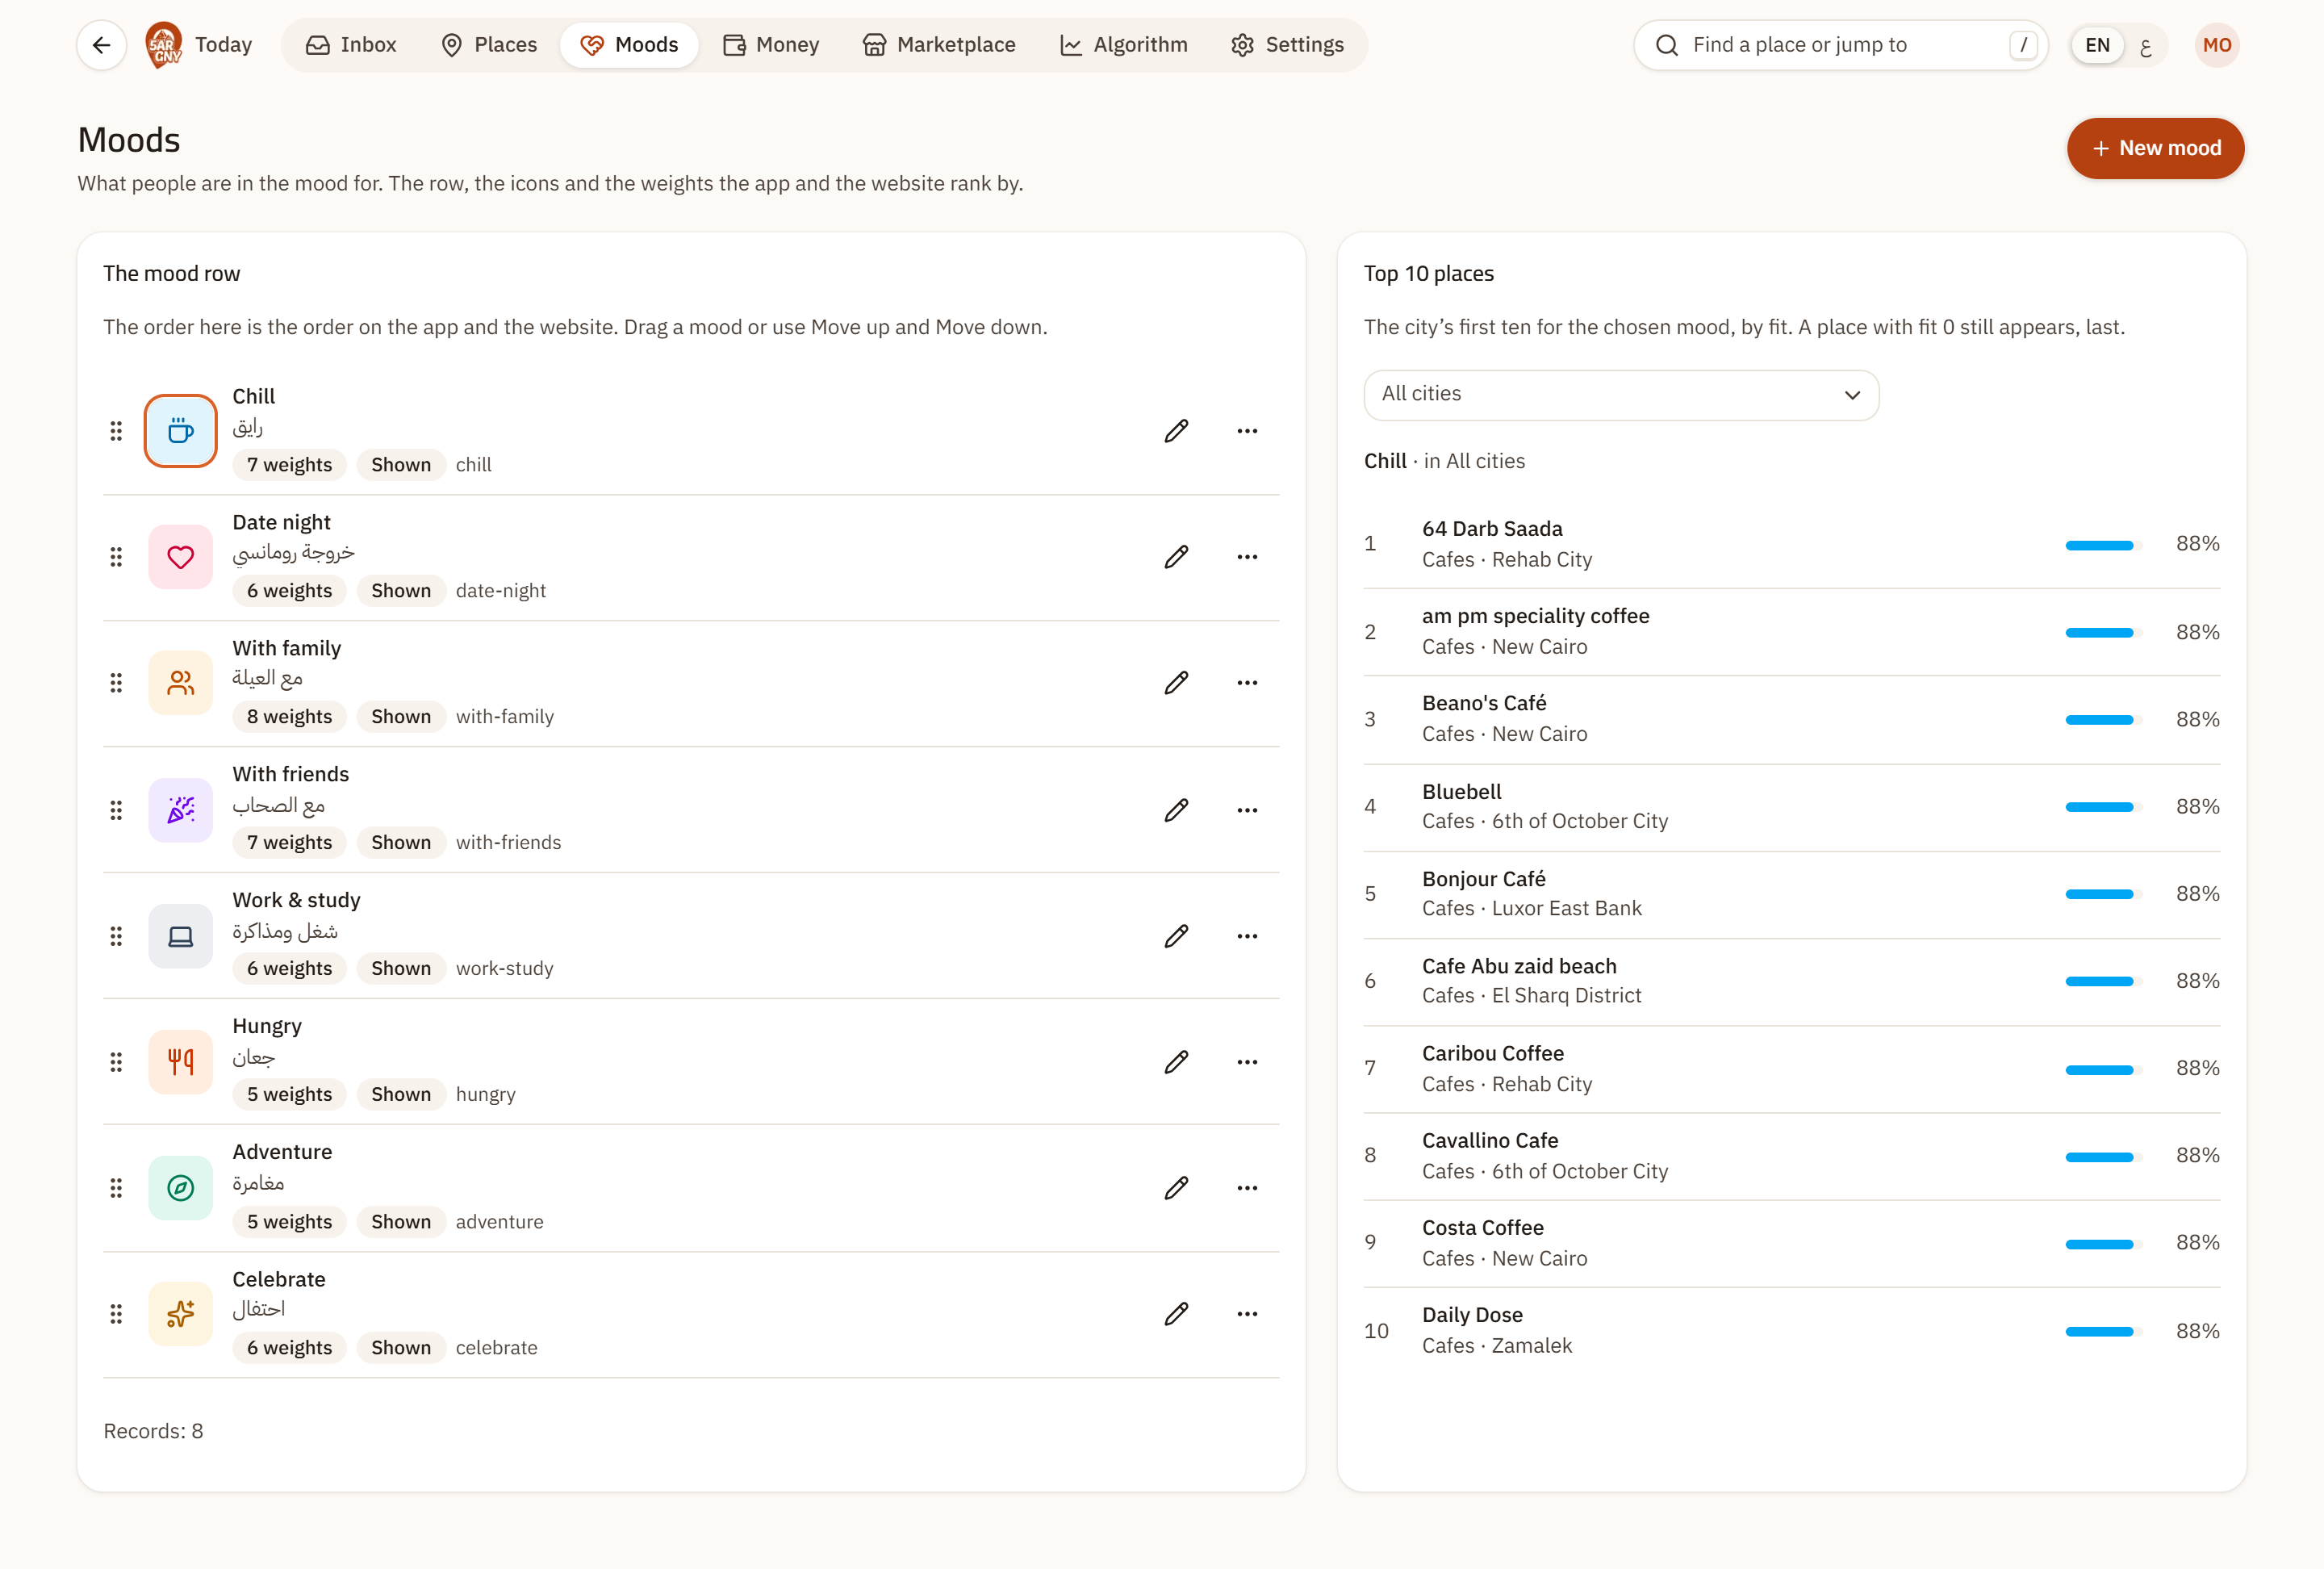 5AR GNY
Today
Inbox
Places
Moods
Money
Marketplace
Algorithm
Settings
Find a place or jump to
/
EN
ع
MO
Moods
What people are in the mood for. The row, the icons and the weights the app and the website rank by.
+ New mood
The mood row
The order here is the order on the app and the website. Drag a mood or use Move up and Move down.
Chill
رايق
7 weights Shown chill
Date night
خروجة رومانسي
6 weights Shown date-night
With family
مع العيلة
8 weights Shown with-family
With friends
مع الصحاب
7 weights Shown with-friends
Work & study
شغل ومذاكرة
6 weights Shown work-study
Hungry
جعان
5 weights Shown hungry
Adventure
مغامرة
5 weights Shown adventure
Celebrate
احتفال
6 weights Shown celebrate
Records: 8
Top 10 places
The city’s first ten for the chosen mood, by fit. A place with fit 0 still appears, last.
All cities
Chill · in All cities
1 64 Darb Saada 88%
Cafes · Rehab City
2 am pm speciality coffee 88%
Cafes · New Cairo
3 Beano's Café 88%
Cafes · New Cairo
4 Bluebell 88%
Cafes · 6th of October City
5 Bonjour Café 88%
Cafes · Luxor East Bank
6 Cafe Abu zaid beach 88%
Cafes · El Sharq District
7 Caribou Coffee 88%
Cafes · Rehab City
8 Cavallino Cafe 88%
Cafes · 6th of October City
9 Costa Coffee 88%
Cafes · New Cairo
10 Daily Dose 88%
Cafes · Zamalek